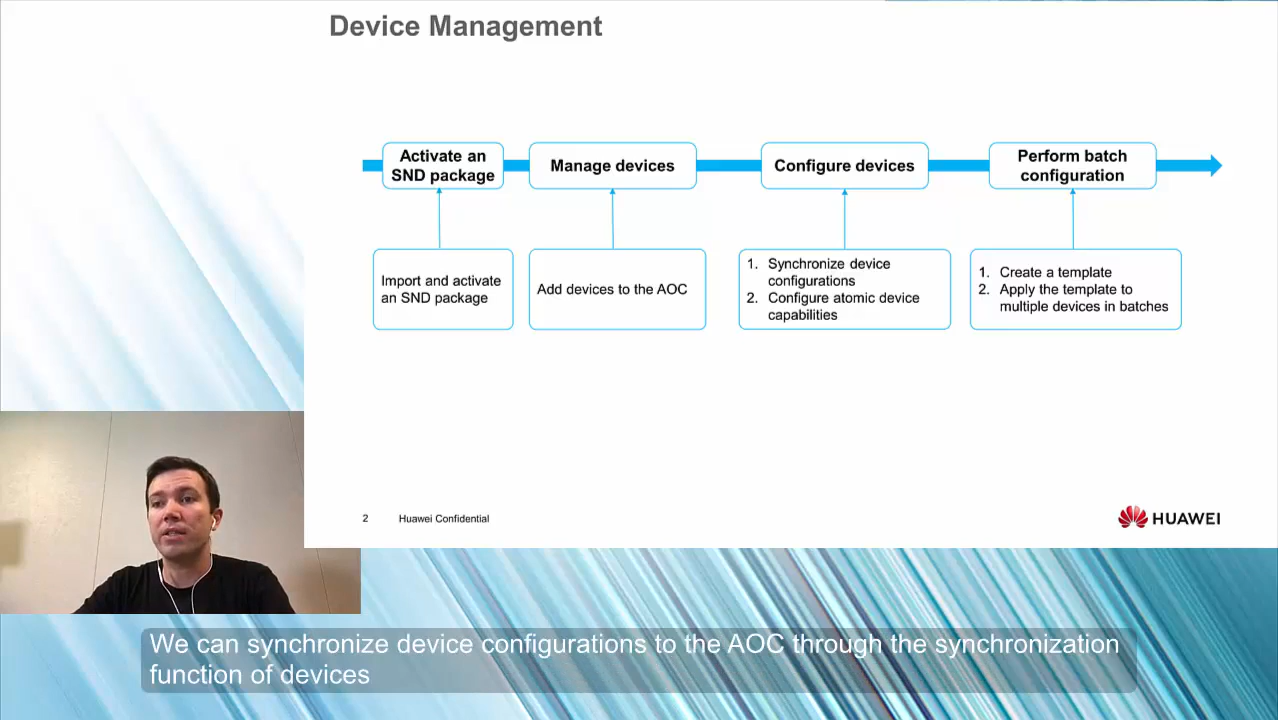 Device Management
Activate an
SND package
Manage devices
Configure devices
Perform batch
configuration
Import and activate
an SND package
Add devices to the AOC
1. Synchronize device
configurations
2. Configure atomic device
capabilities
1. Create a template
2. Apply the template to
multiple devices in batches
2 Huawei Confidential
HUAWEI
We can synchronize device configurations to the AOC through the synchronization
function of devices